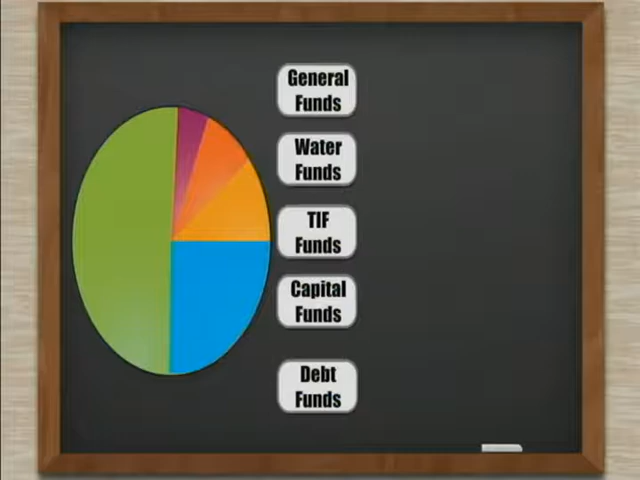 General
Funds
Water
Funds
TIF
Funds
Capital
Funds
Debt
Funds